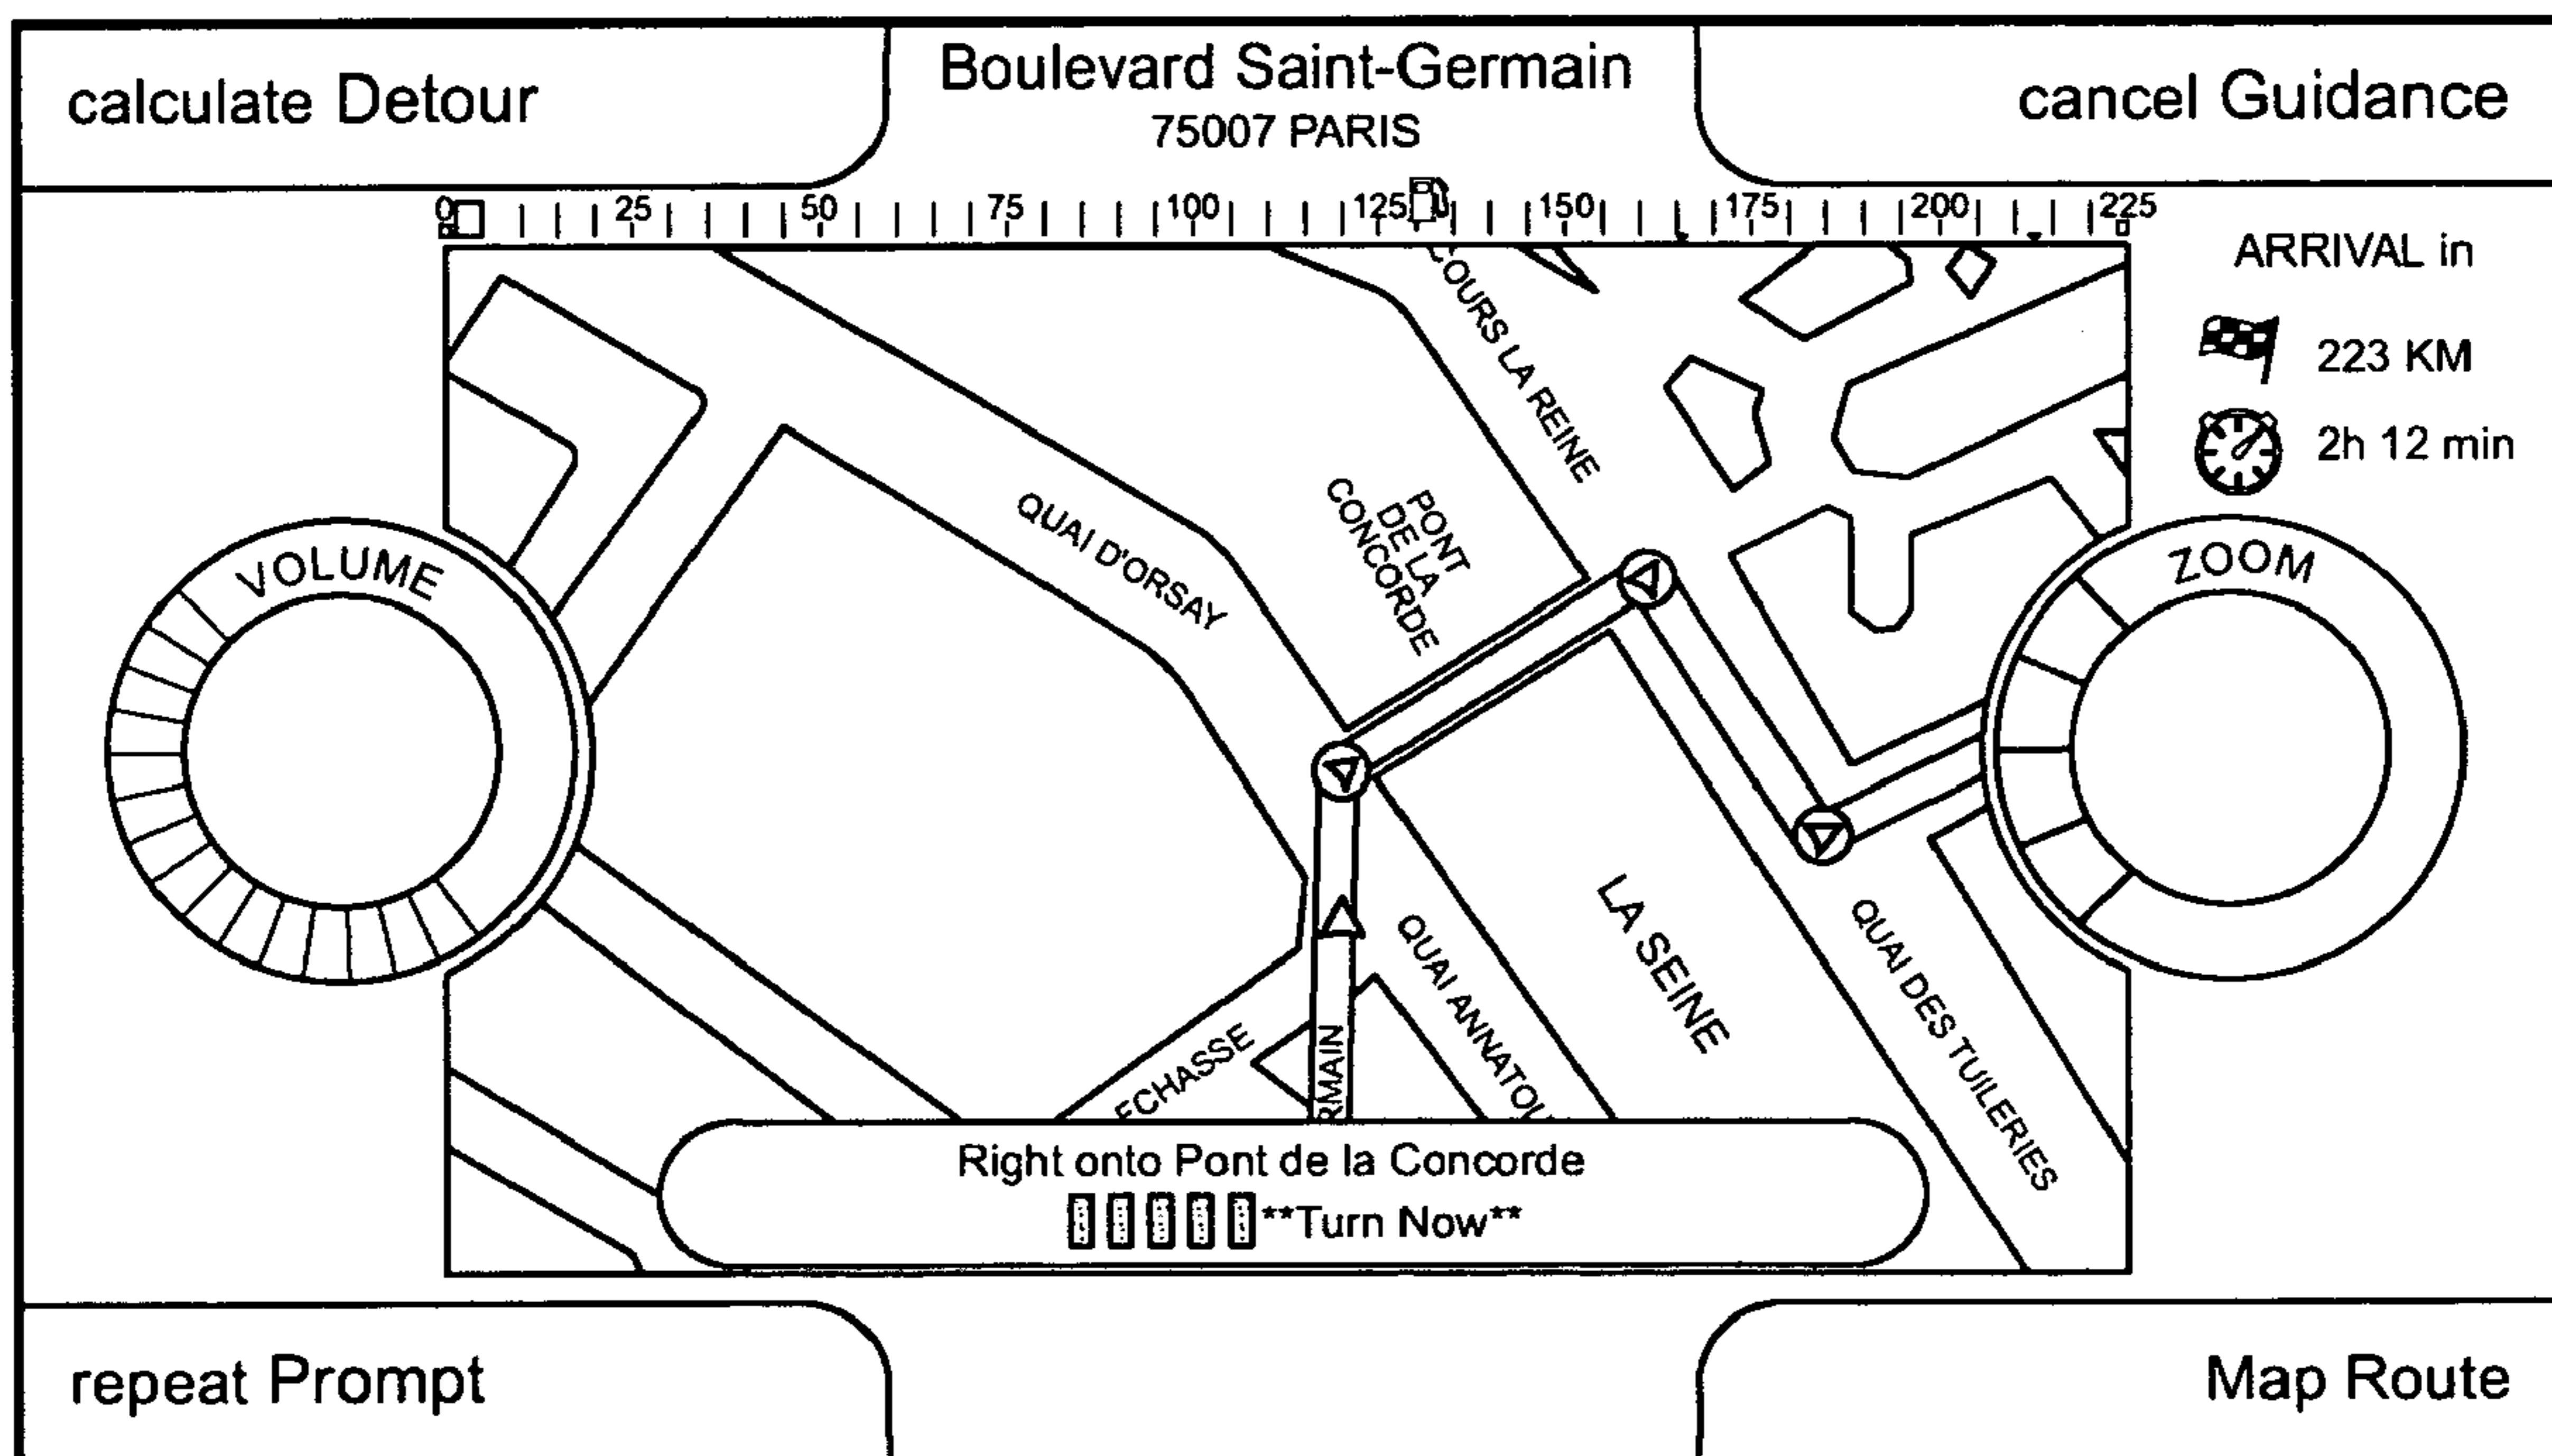 calculate Detour
Boulevard Saint-Germain
75007 PARIS
cancel Guidance
0 25 50 75 100 125 150 175 200 225
ARRIVAL in
223 KM
2h 12 min
COURS LA REINE
PONT
DE LA
CONCORDE
QUAI D'ORSAY
VOLUME
ZOOM
LA SEINE
QUAI ANNATOU
QUAI DES TUILERIES
ECHASSE
RMAIN
Right onto Pont de la Concorde
**Turn Now**
repeat Prompt
Map Route